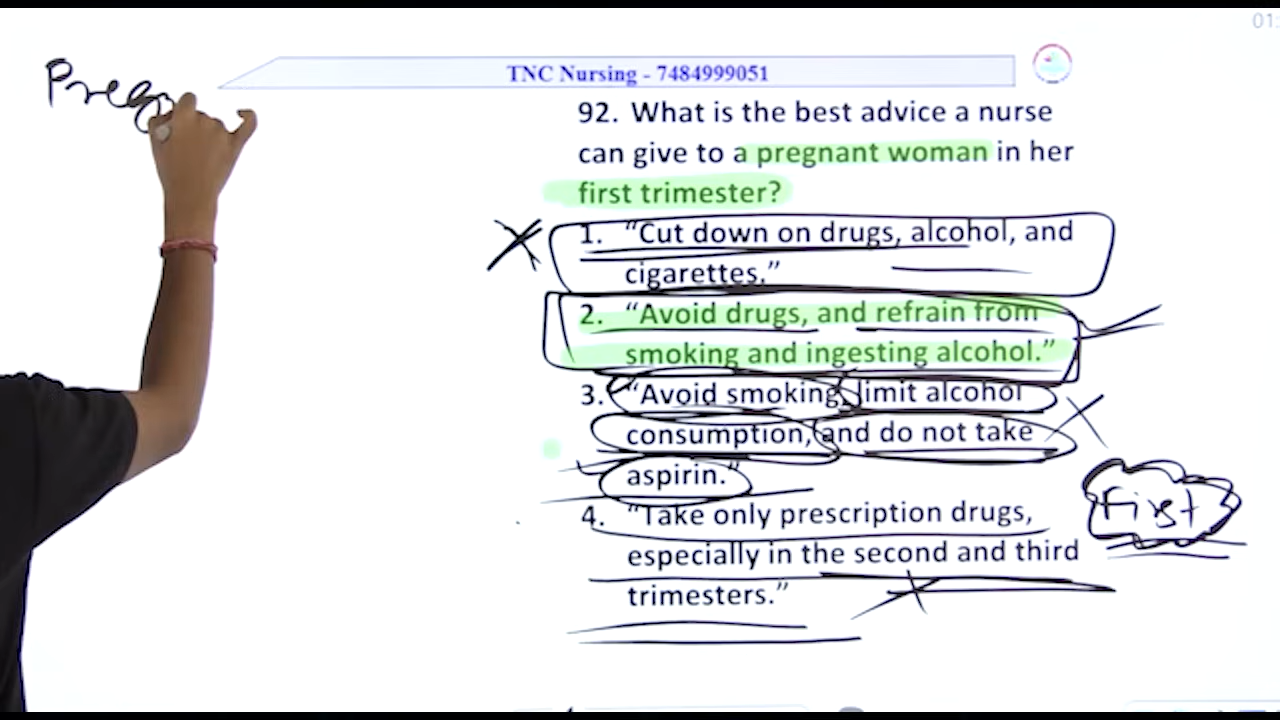 01:
Preg
TNC Nursing - 7484999051
92. What is the best advice a nurse
can give to a pregnant woman in her
first trimester?
1. “Cut down on drugs, alcohol, and
cigarettes.”
2. “Avoid drugs, and refrain from
smoking and ingesting alcohol.”
3. “Avoid smoking, limit alcohol
consumption, and do not take
aspirin.”
First
4. “Take only prescription drugs,
especially in the second and third
trimesters.”